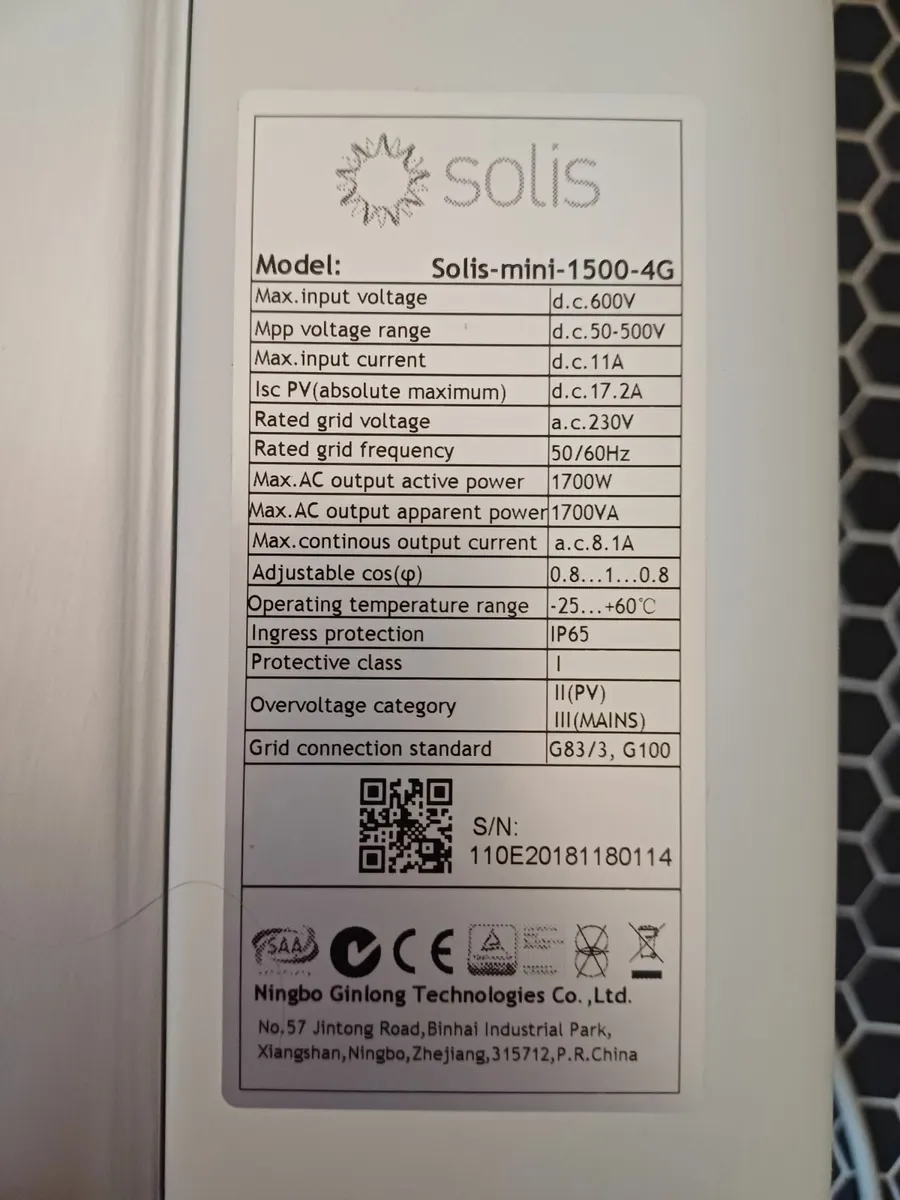 solis
Model: Solis-mini-1500-4G
Max.input voltage d.c.600V
Mpp voltage range d.c.50-500V
Max.input current d.c.11A
Isc PV(absolute maximum) d.c.17.2A
Rated grid voltage a.c.230V
Rated grid frequency 50/60Hz
Max.AC output active power 1700W
Max.AC output apparent power 1700VA
Max.continous output current a.c.8.1A
Adjustable cos(φ) 0.8...1...0.8
Operating temperature range -25...+60℃
Ingress protection IP65
Protective class I
Overvoltage category II(PV)
III(MAINS)
Grid connection standard G83/3, G100
S/N:
110E20181180114
SAA CE
Ningbo Ginlong Technologies Co.,Ltd.
No.57 Jintong Road,Binhai Industrial Park,
Xiangshan,Ningbo,Zhejiang,315712,P.R.China